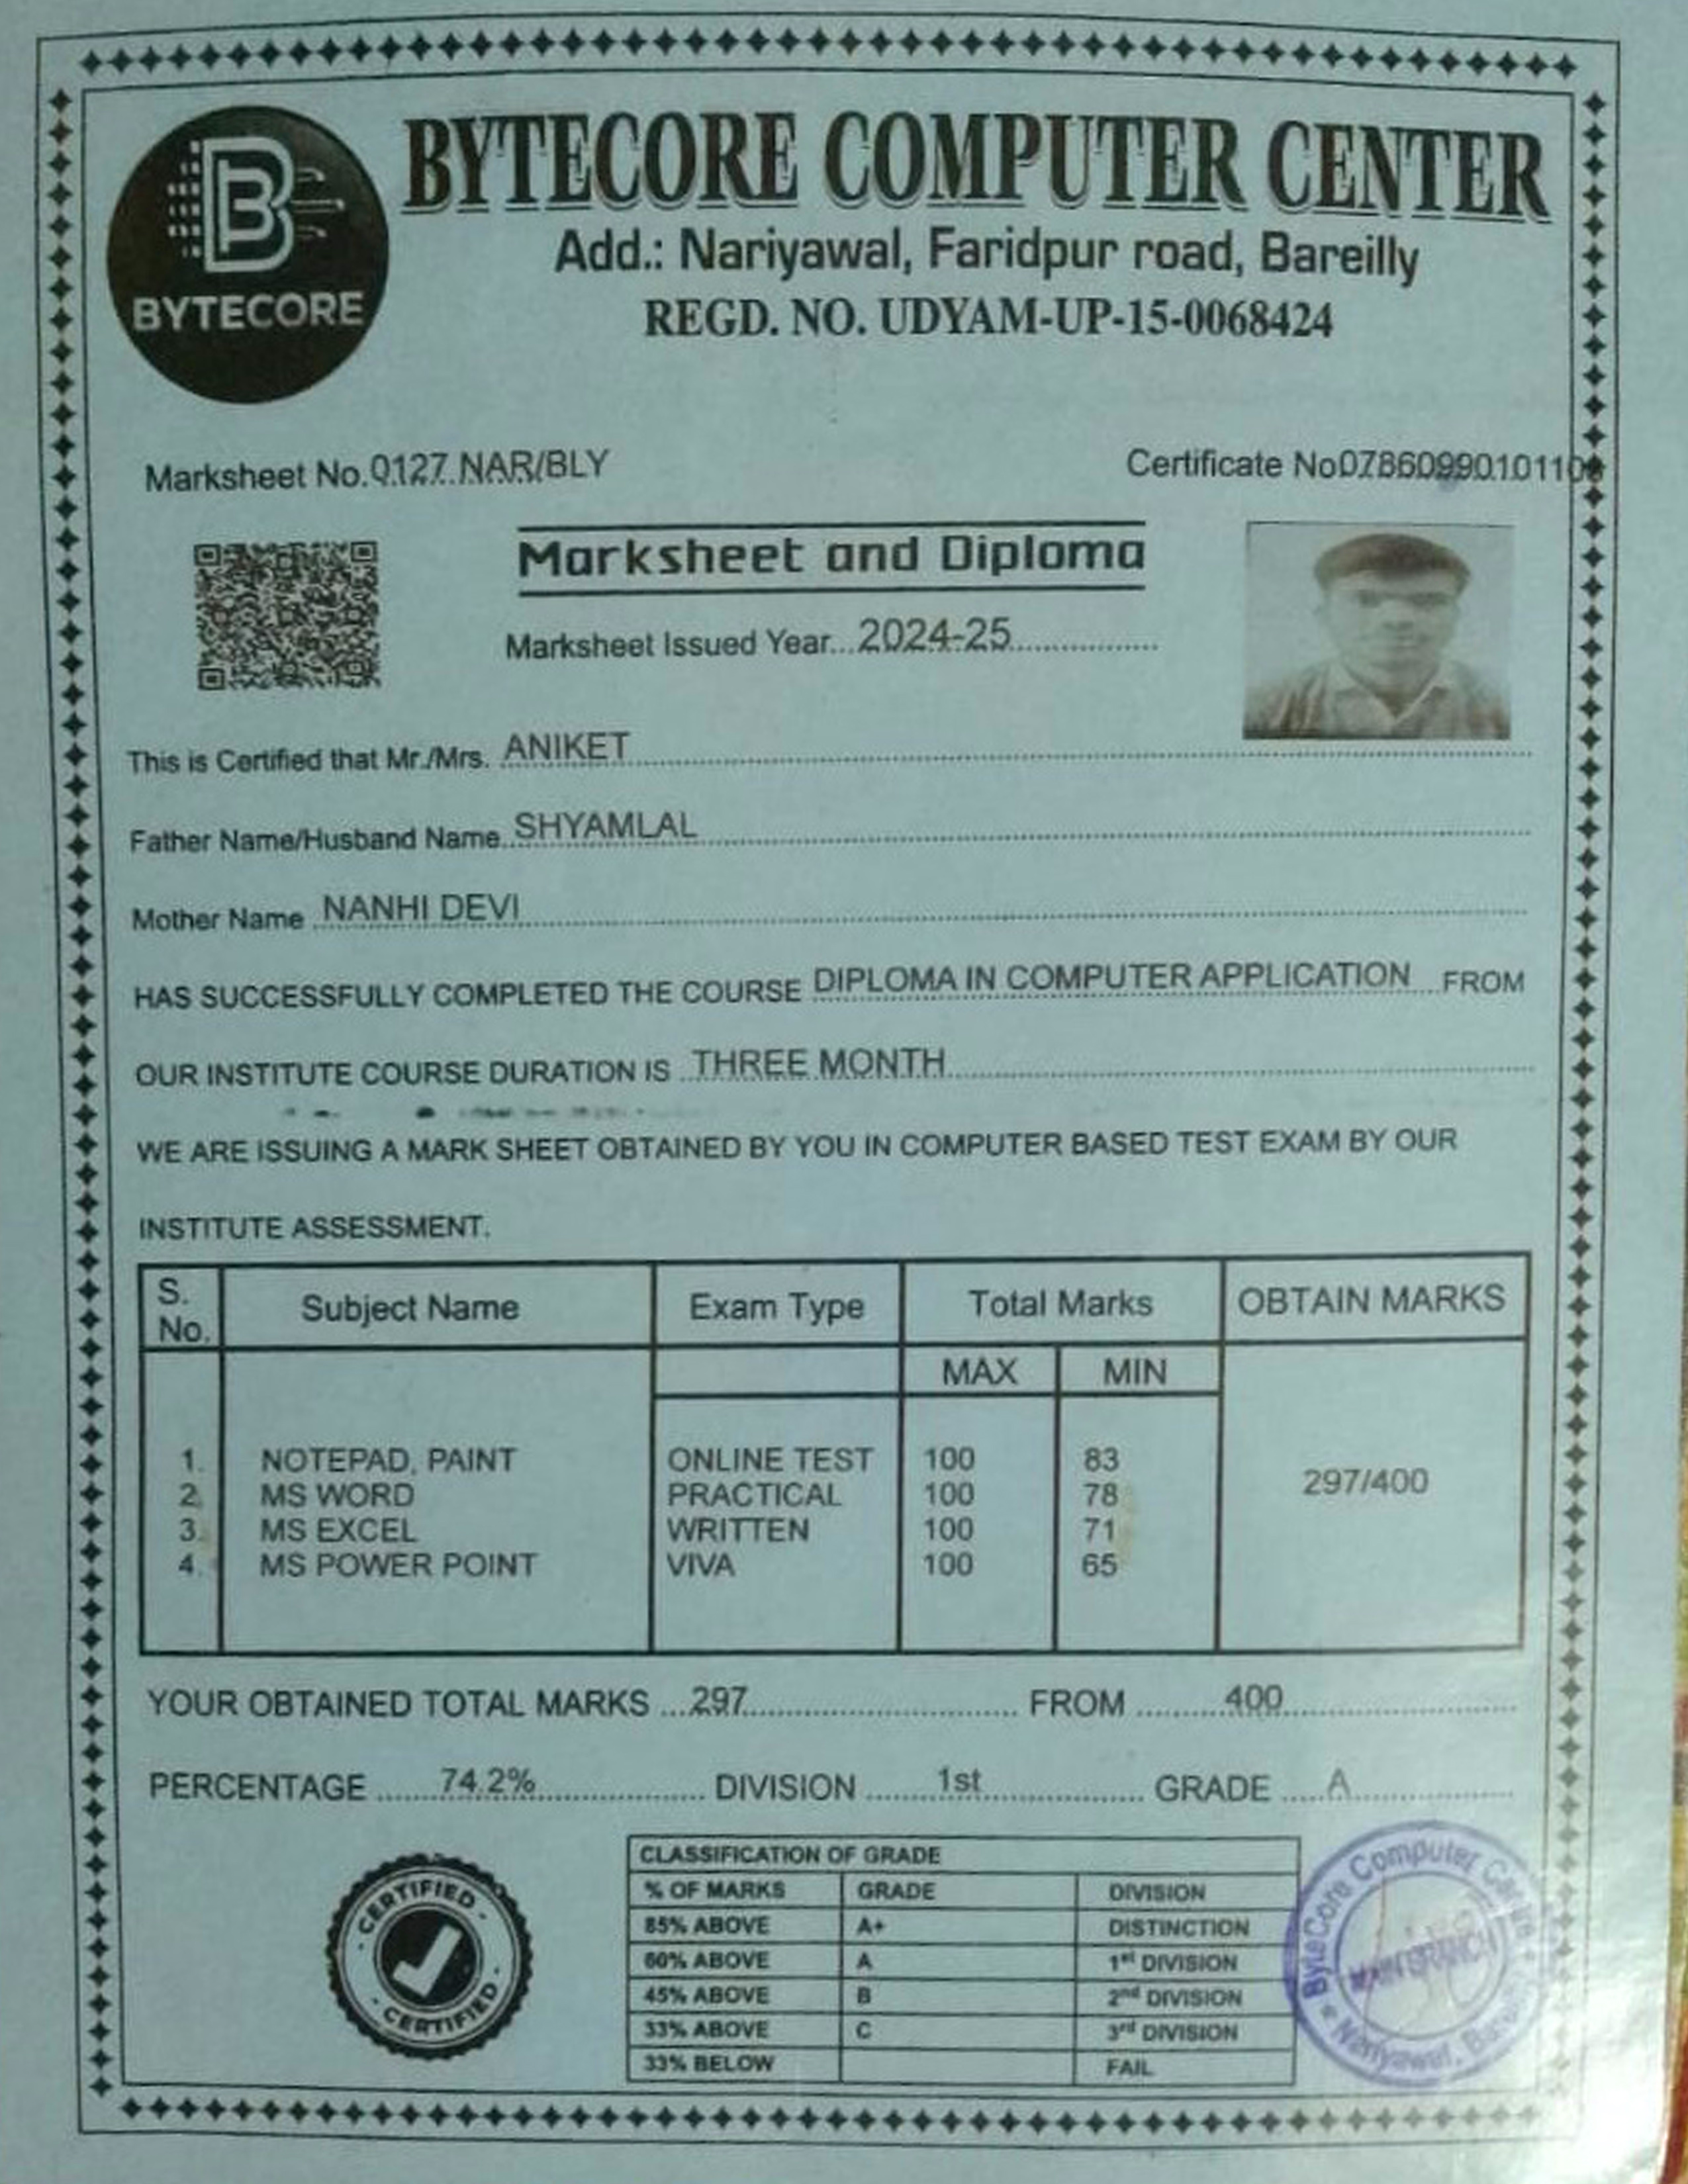 BYTECORE COMPUTER CENTER
BYTECORE
Add.: Nariyawal, Faridpur road, Bareilly
REGD. NO. UDYAM-UP-15-0068424
Marksheet No. 0127 NAR/BLY
Certificate No 078609901011
Marksheet and Diploma
Marksheet Issued Year 2024-25
This is Certified that Mr./Mrs. ANIKET
Father Name/Husband Name SHYAMLAL
Mother Name NANHI DEVI
HAS SUCCESSFULLY COMPLETED THE COURSE DIPLOMA IN COMPUTER APPLICATION FROM
OUR INSTITUTE COURSE DURATION IS THREE MONTH
WE ARE ISSUING A MARK SHEET OBTAINED BY YOU IN COMPUTER BASED TEST EXAM BY OUR
INSTITUTE ASSESSMENT.
S. No. Subject Name Exam Type Total Marks OBTAIN MARKS
MAX MIN
1. NOTEPAD, PAINT ONLINE TEST 100 83
2. MS WORD PRACTICAL 100 78
3. MS EXCEL WRITTEN 100 71
4. MS POWER POINT VIVA 100 65
297/400
YOUR OBTAINED TOTAL MARKS 297 FROM 400
PERCENTAGE 74.2% DIVISION 1st GRADE A
CERTIFIED
CERTIFIED
CLASSIFICATION OF GRADE
% OF MARKS GRADE DIVISION
85% ABOVE A+ DISTINCTION
60% ABOVE A 1st DIVISION
45% ABOVE B 2nd DIVISION
33% ABOVE C 3rd DIVISION
33% BELOW FAIL
ByteCore Computer
MAIN BRANCH
Nariyawal,